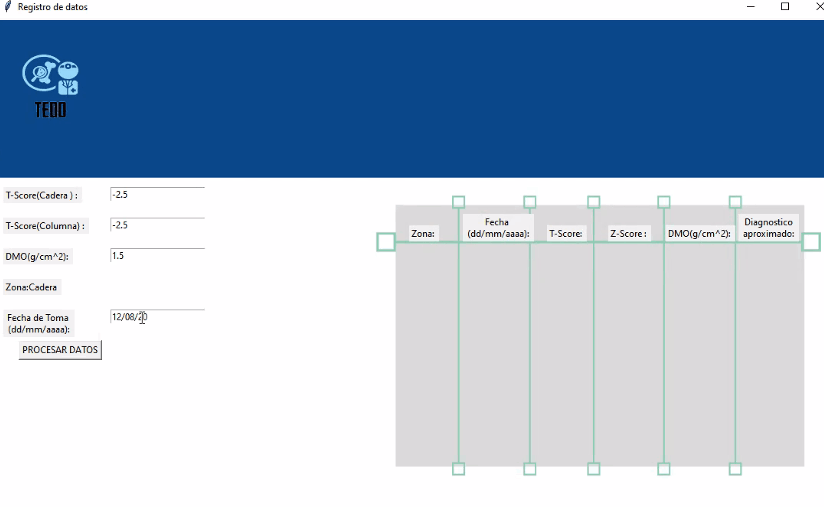 Registro de datos
TEOD
T-Score(Cadera ) :
-2.5
T-Score(Columna) :
-2.5
DMO(g/cm^2):
1.5
Zona:Cadera
Fecha de Toma
(dd/mm/aaaa):
12/08/20
PROCESAR DATOS
Zona:
Fecha
(dd/mm/aaaa):
T-Score:
Z-Score :
DMO(g/cm^2):
Diagnostico
aproximado: